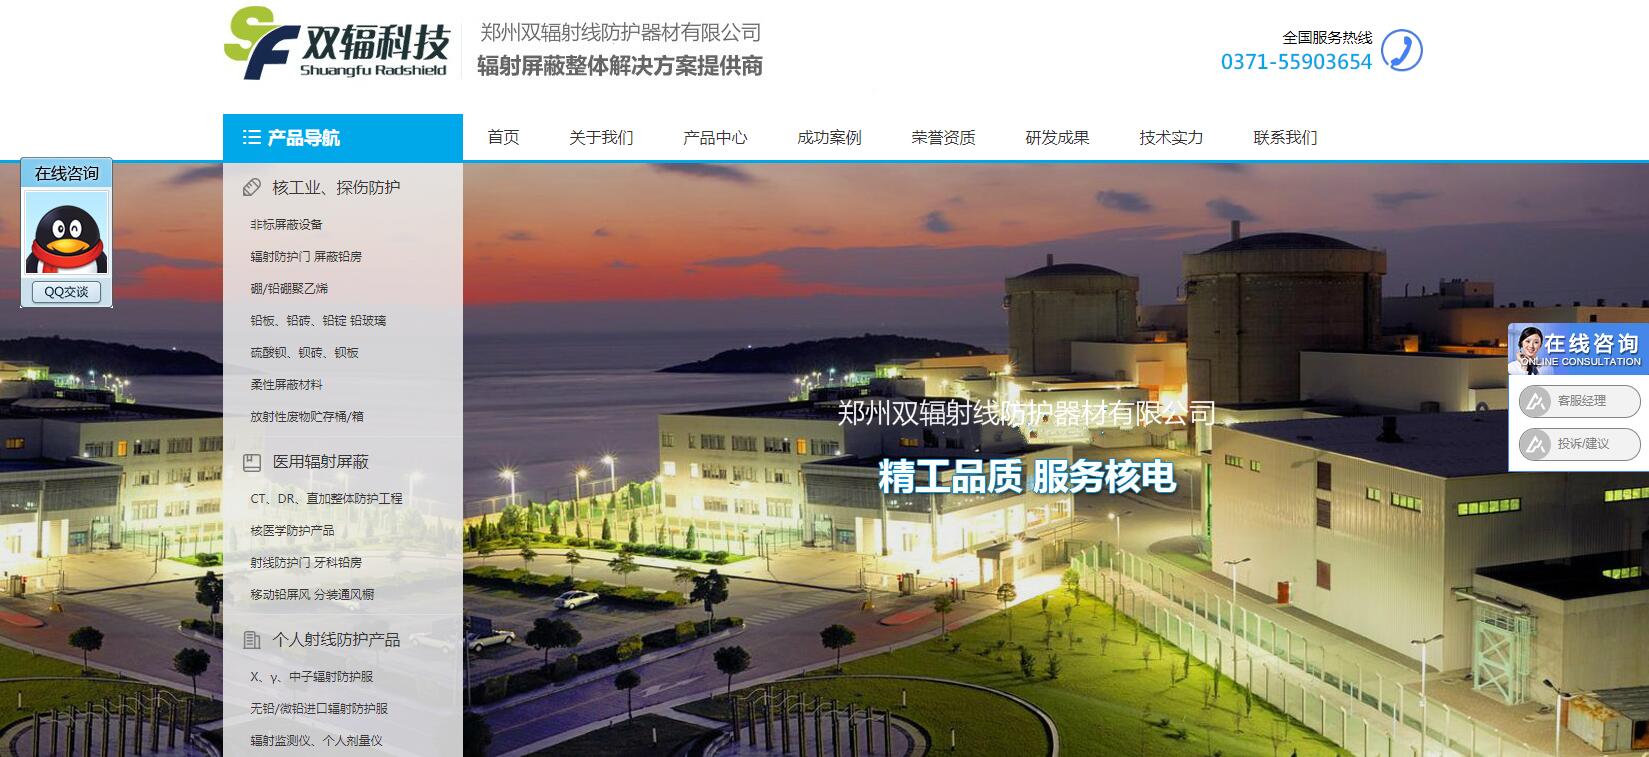 SF 双辐科技
Shuangfu Radshield
郑州双辐射线防护器材有限公司
辐射屏蔽整体解决方案提供商
全国服务热线
0371-55903654
产品导航
首页
关于我们
产品中心
成功案例
荣誉资质
研发成果
技术实力
联系我们
在线咨询
QQ交谈
核工业、探伤防护
非标屏蔽设备
辐射防护门 屏蔽铅房
硼/铅硼聚乙烯
铅板、铅砖、铅锭 铅玻璃
硫酸钡、钡砖、钡板
柔性屏蔽材料
放射性废物贮存桶/箱
医用辐射屏蔽
CT、DR、直加整体防护工程
核医学防护产品
射线防护门 牙科铅房
移动铅屏风 分装通风橱
个人射线防护产品
X、γ、中子辐射防护服
无铅/微铅进口辐射防护服
辐射监测仪、个人剂量仪
郑州双辐射线防护器材有限公司
精工品质 服务核电
在线咨询
ONLINE CONSULTATION
客服经理
投诉/建议